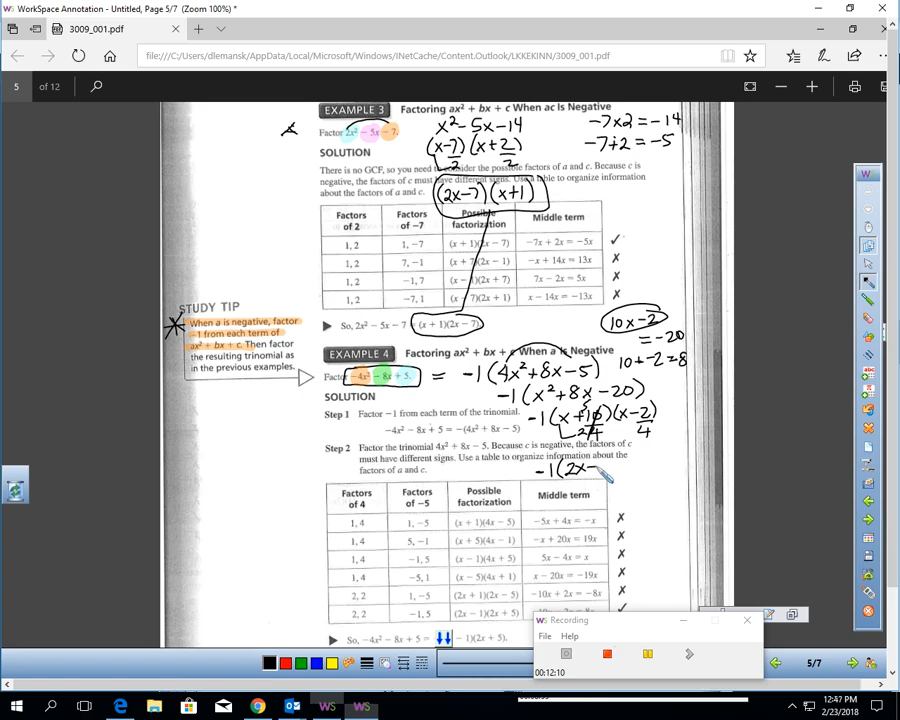 WS WorkSpace Annotation - Untitled, Page 5/7 (Zoom 100%) *
3009_001.pdf
file:///C:/Users/dlemansk/AppData/Local/Microsoft/Windows/INetCache/Content.Outlook/LKKEKINN/3009_001.pdf
5 of 12
EXAMPLE 3 Factoring ax² + bx + c When ac Is Negative
Factor 2x² − 5x − 7.
x² − 5x − 14
−7×2 = −14
(x−7)(x+2)
2 2
−7+2 = −5
SOLUTION
There is no GCF, so you need to consider the possible factors of a and c. Because c is
negative, the factors of c must have different signs. Use a table to organize information
about the factors of a and c.
(2x−7)(x+1)
Factors of 2 Factors of −7 Possible factorization Middle term
1, 2 1, −7 (x + 1)(2x − 7) −7x + 2x = −5x ✓
1, 2 7, −1 (x + 7)(2x − 1) −x + 14x = 13x ✗
1, 2 −1, 7 (x − 1)(2x + 7) 7x − 2x = 5x ✗
1, 2 −7, 1 (x − 7)(2x + 1) x − 14x = −13x ✗
So, 2x² − 5x − 7 = (x + 1)(2x − 7).
STUDY TIP
When a is negative, factor
−1 from each term of
ax² + bx + c. Then factor
the resulting trinomial as
in the previous examples.
10x−2
= −20
10+−2=8
EXAMPLE 4 Factoring ax² + bx + c When a Is Negative
Factor −4x² − 8x + 5.
= −1(4x²+8x−5)
−1(x²+8x−20)
−1(x+10)(x−2)
5
2 4 4
SOLUTION
Step 1 Factor −1 from each term of the trinomial.
−4x² − 8x + 5 = −(4x² + 8x − 5)
Step 2 Factor the trinomial 4x² + 8x − 5. Because c is negative, the factors of c
must have different signs. Use a table to organize information about the
factors of a and c.
−1(2x−
Factors of 4 Factors of −5 Possible factorization Middle term
1, 4 1, −5 (x + 1)(4x − 5) −5x + 4x = −x ✗
1, 4 5, −1 (x + 5)(4x − 1) −x + 20x = 19x ✗
1, 4 −1, 5 (x − 1)(4x + 5) 5x − 4x = x ✗
1, 4 −5, 1 (x − 5)(4x + 1) x − 20x = −19x ✗
2, 2 1, −5 (2x + 1)(2x − 5) −10x + 2x = −8x ✗
2, 2 −1, 5 (2x − 1)(2x + 5) ✓
So, −4x² − 8x + 5 = − 1)(2x + 5).
WS Recording
File Help
00:12:10
5/7
12:47 PM
2/23/2018